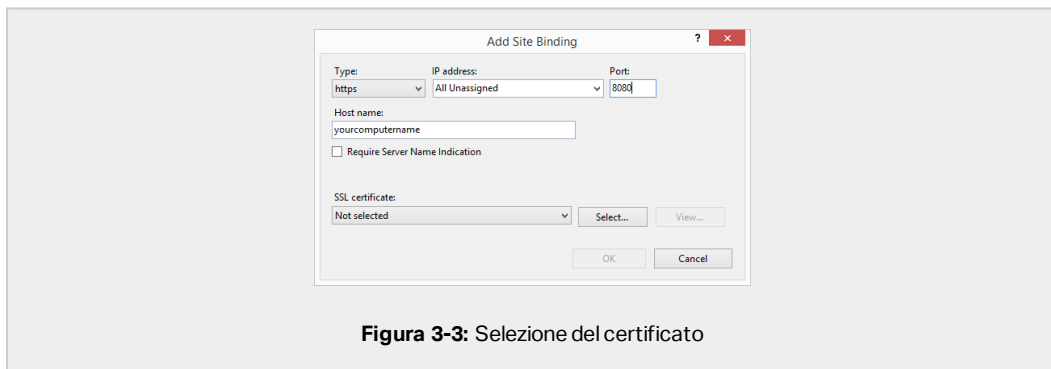 Add Site Binding
?
Type: IP address: Port:
https All Unassigned 8080
Host name:
yourcomputername
Require Server Name Indication
SSL certificate:
Not selected Select... View...
OK Cancel
Figura 3-3: Selezione del certificato